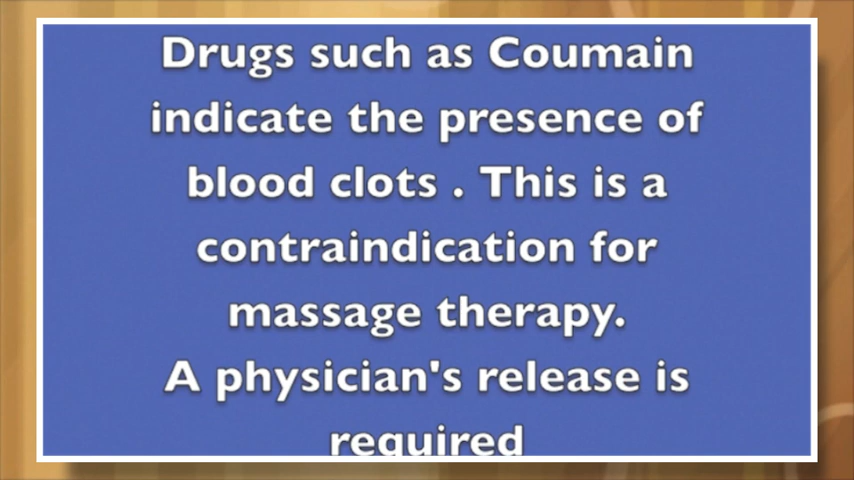 Drugs such as Coumain
indicate the presence of
blood clots . This is a
contraindication for
massage therapy.
A physician's release is
required